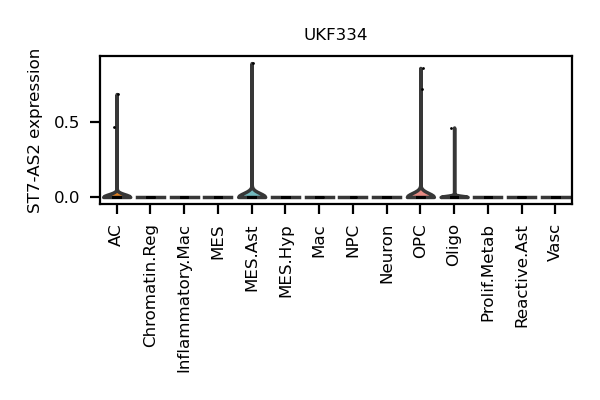 UKF334
ST7-AS2 expression
0.5
0.0
AC
Chromatin.Reg
Inflammatory.Mac
MES
MES.Ast
MES.Hyp
Mac
NPC
Neuron
OPC
Oligo
Prolif.Metab
Reactive.Ast
Vasc